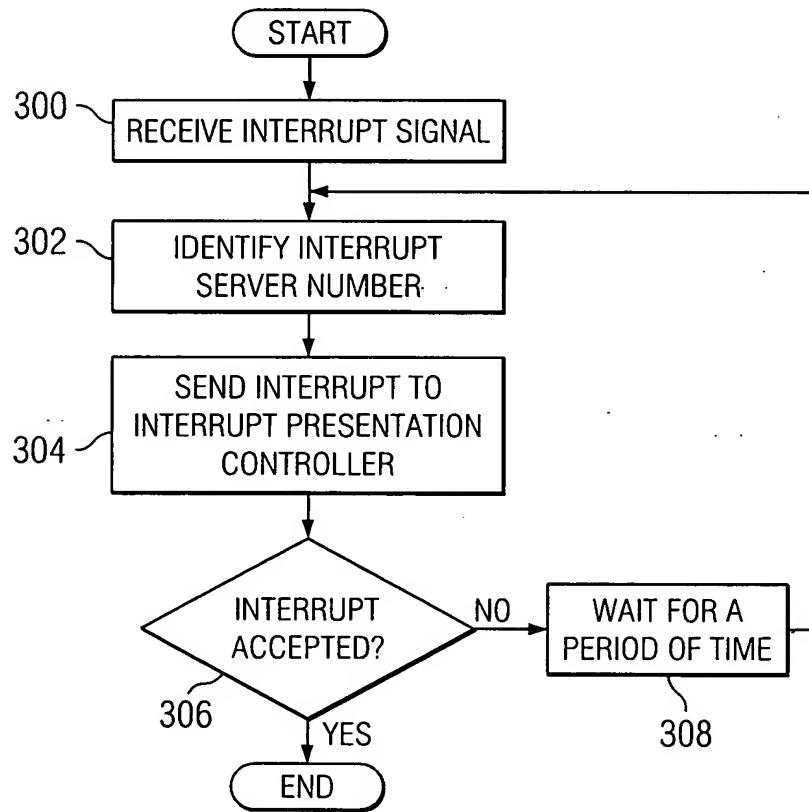 START
300
RECEIVE INTERRUPT SIGNAL
302
IDENTIFY INTERRUPT
SERVER NUMBER
304
SEND INTERRUPT TO
INTERRUPT PRESENTATION
CONTROLLER
INTERRUPT
ACCEPTED?
306
NO
WAIT FOR A
PERIOD OF TIME
308
YES
END